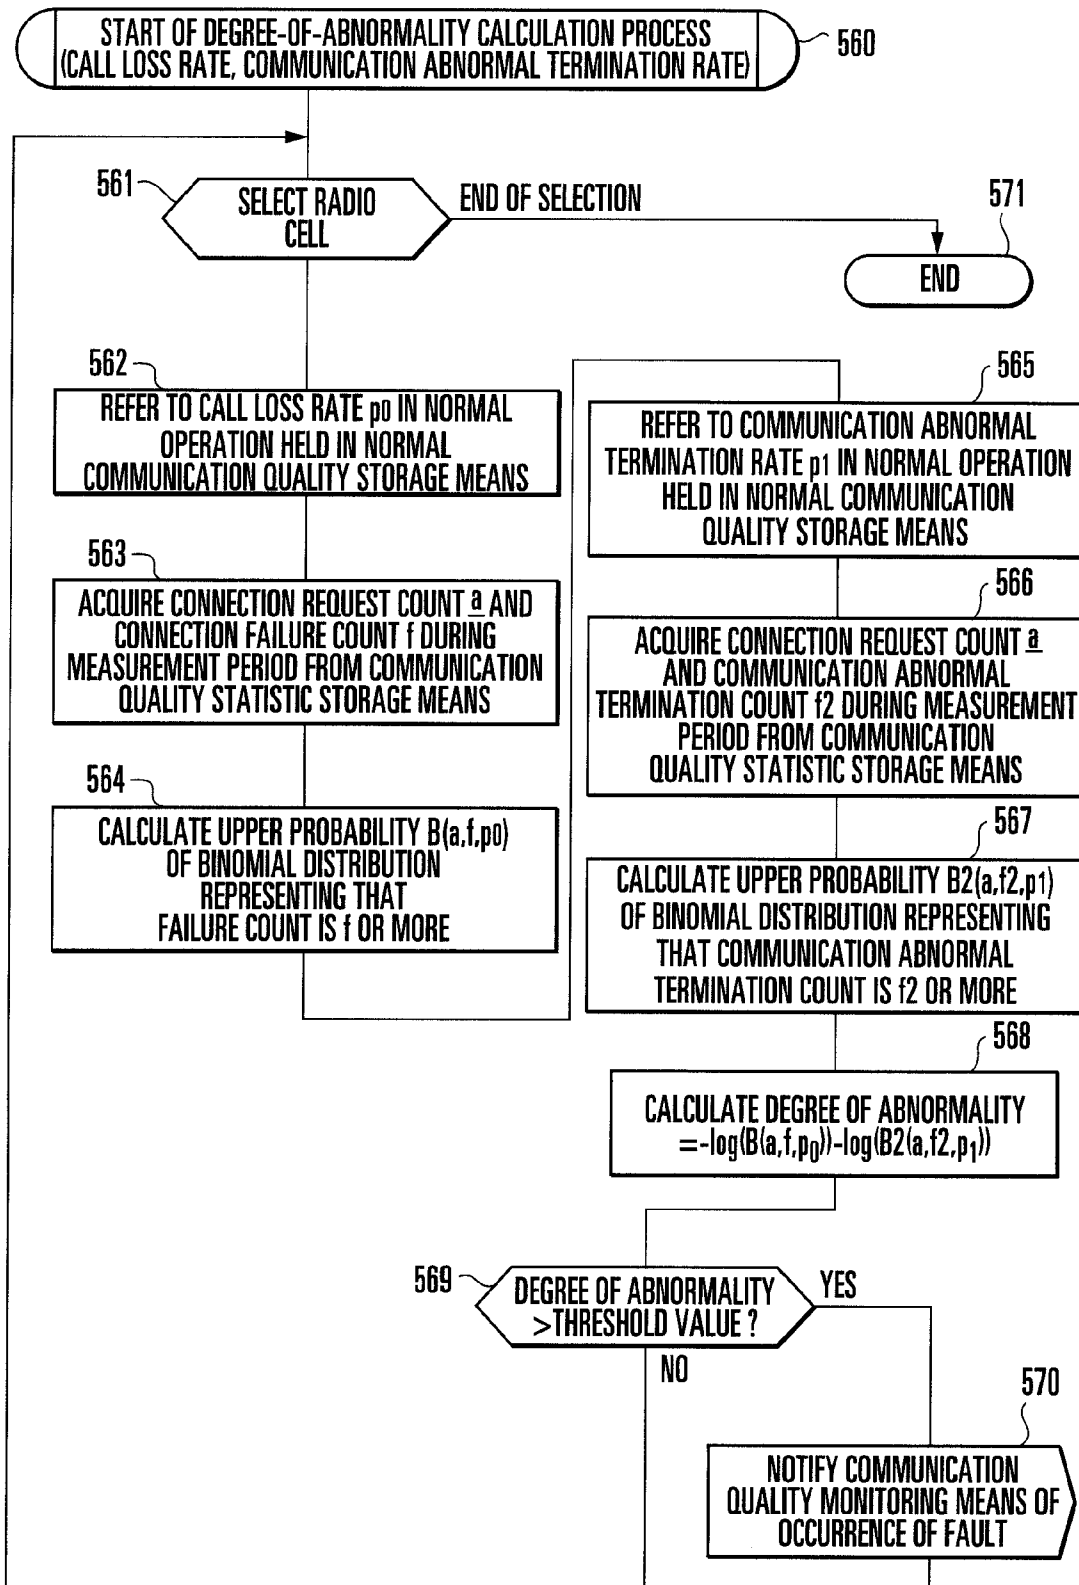 START OF DEGREE-OF-ABNORMALITY CALCULATION PROCESS
(CALL LOSS RATE, COMMUNICATION ABNORMAL TERMINATION RATE)
560
561
SELECT RADIO
CELL
END OF SELECTION
571
END
562
REFER TO CALL LOSS RATE p0 IN NORMAL
OPERATION HELD IN NORMAL
COMMUNICATION QUALITY STORAGE MEANS
563
ACQUIRE CONNECTION REQUEST COUNT a AND
CONNECTION FAILURE COUNT f DURING
MEASUREMENT PERIOD FROM COMMUNICATION
QUALITY STATISTIC STORAGE MEANS
564
CALCULATE UPPER PROBABILITY B(a,f,p0)
OF BINOMIAL DISTRIBUTION
REPRESENTING THAT
FAILURE COUNT IS f OR MORE
565
REFER TO COMMUNICATION ABNORMAL
TERMINATION RATE p1 IN NORMAL OPERATION
HELD IN NORMAL COMMUNICATION
QUALITY STORAGE MEANS
566
ACQUIRE CONNECTION REQUEST COUNT a
AND COMMUNICATION ABNORMAL
TERMINATION COUNT f2 DURING MEASUREMENT
PERIOD FROM COMMUNICATION
QUALITY STATISTIC STORAGE MEANS
567
CALCULATE UPPER PROBABILITY B2(a,f2,p1)
OF BINOMIAL DISTRIBUTION REPRESENTING
THAT COMMUNICATION ABNORMAL
TERMINATION COUNT IS f2 OR MORE
568
CALCULATE DEGREE OF ABNORMALITY
=-log(B(a,f,p0))-log(B2(a,f2,p1))
569
DEGREE OF ABNORMALITY
>THRESHOLD VALUE ?
YES
NO
570
NOTIFY COMMUNICATION
QUALITY MONITORING MEANS OF
OCCURRENCE OF FAULT